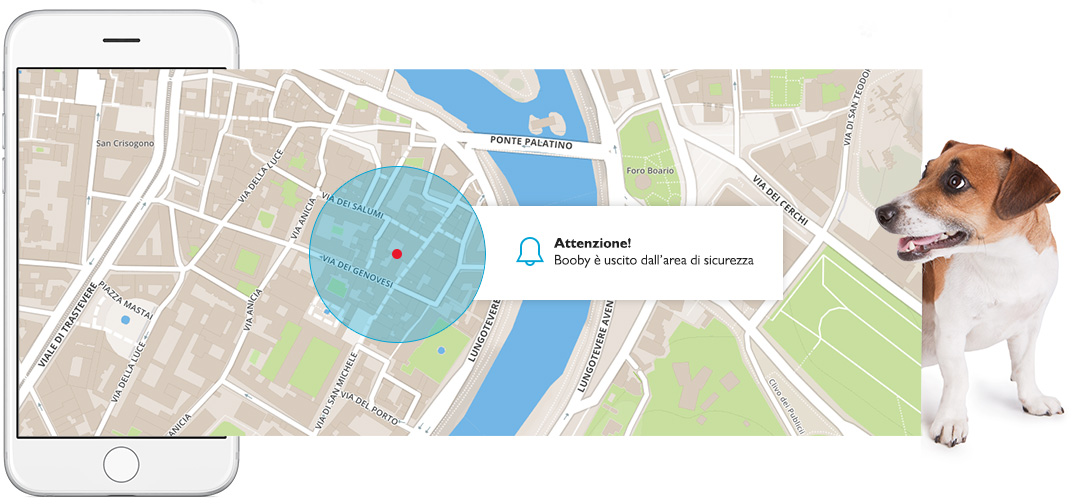 San Crisogono
VIA DELLA LUCE
VIA ANICIA
VIA DEI SALUMI
VIA DEI GENOVESI
PONTE PALATINO
Foro Boario
VIA DEI CERCHI
VIA DI SAN TEODOR
Attenzione!
Booby è uscito dall'area di sicurezza
VIALE DI TRASTEVERE
PIAZZA MASTAI
VIA DELLA LUCE
VIA ANICIA
ANICIA
VIA DI SAN MICHELE
VIA DEL PORTO
LUNGOTEVERE
LUNGOTEVERE AVEN
Clivo dei Publicii